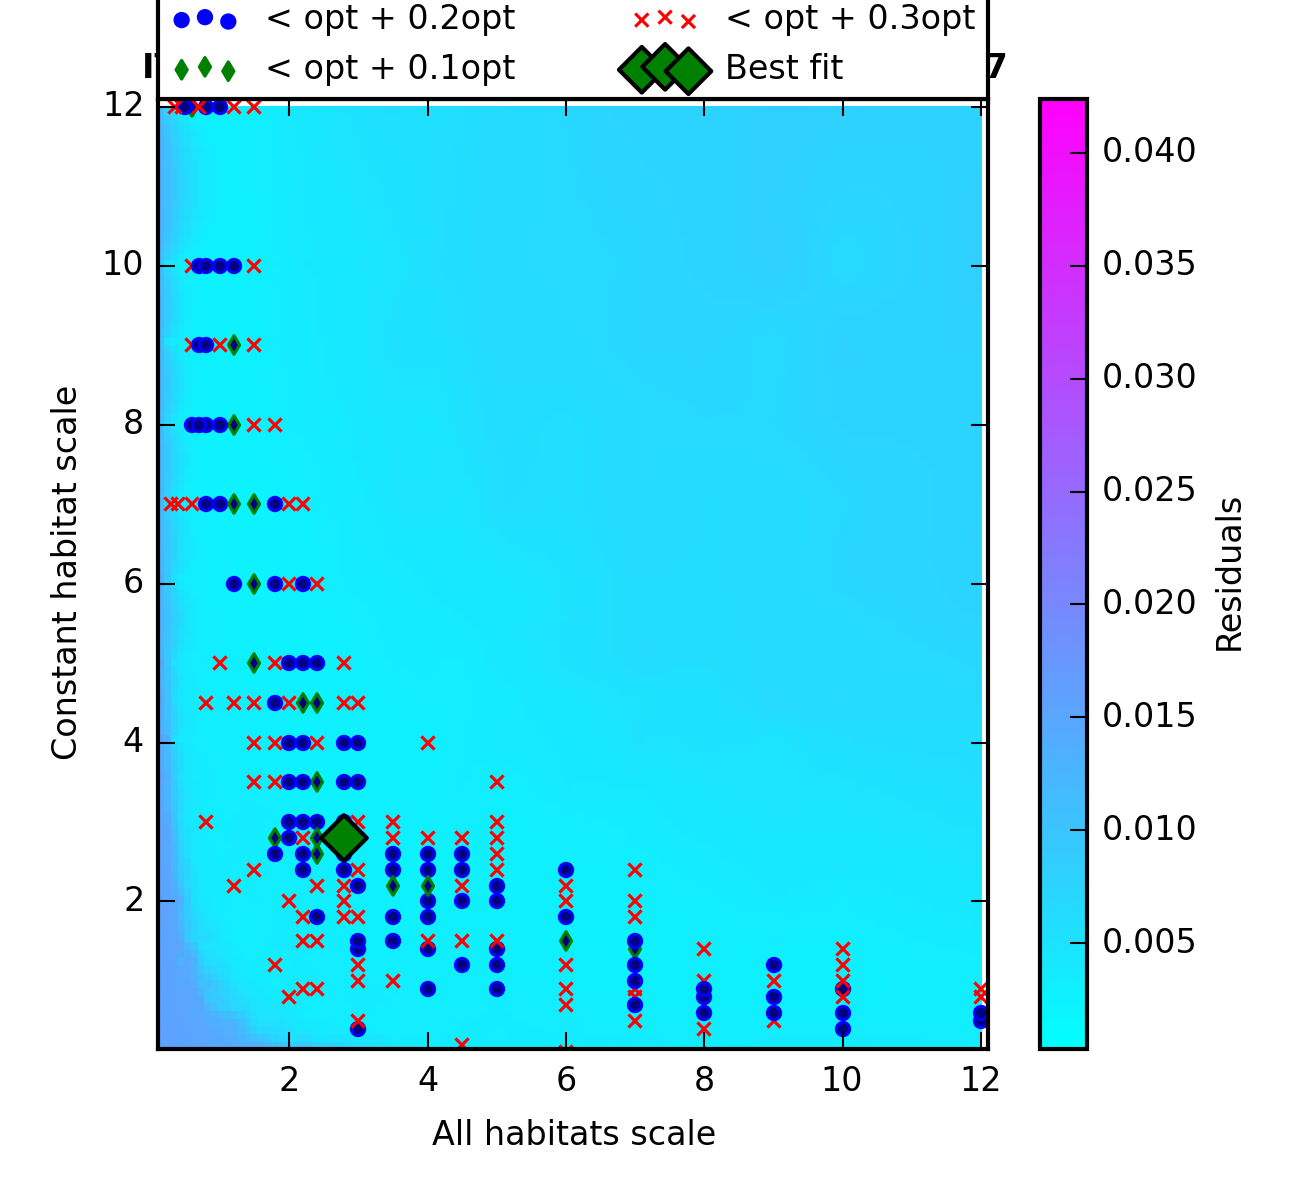 < opt + 0.2opt
< opt + 0.3opt
< opt + 0.1opt
Best fit
7
12
10
8
6
4
2
Constant habitat scale
2 4 6 8 10 12
All habitats scale
0.040
0.035
0.030
0.025
0.020
0.015
0.010
0.005
Residuals